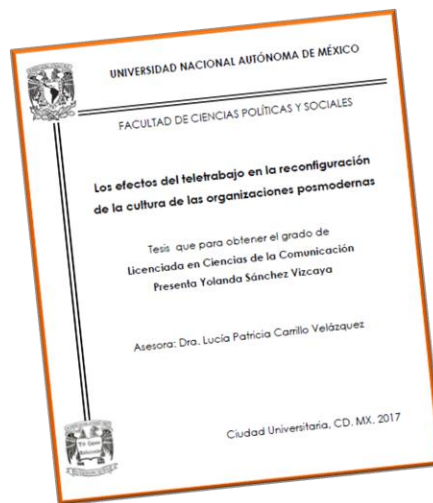 UNIVERSIDAD NACIONAL AUTÓNOMA DE MÉXICO
FACULTAD DE CIENCIAS POLÍTICAS Y SOCIALES
Los efectos del teletrabajo en la reconfiguración
de la cultura de las organizaciones posmodernas
Tesis que para obtener el grado de
Licenciada en Ciencias de la Comunicación
Presenta Yolanda Sánchez Vizcaya
Asesora: Dra. Lucía Patricia Carrillo Velázquez
Ciudad Universitaria, CD. MX. 2017